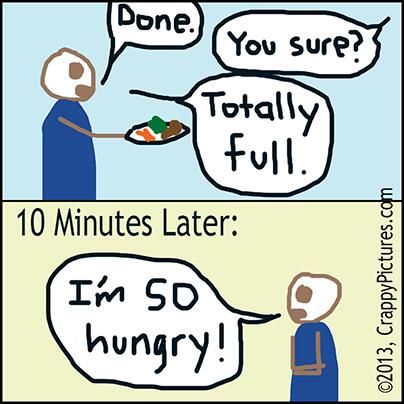 Done.
You sure?
Totally
full.
10 Minutes Later:
I'm SO
hungry!
©2013, CrappyPictures.com